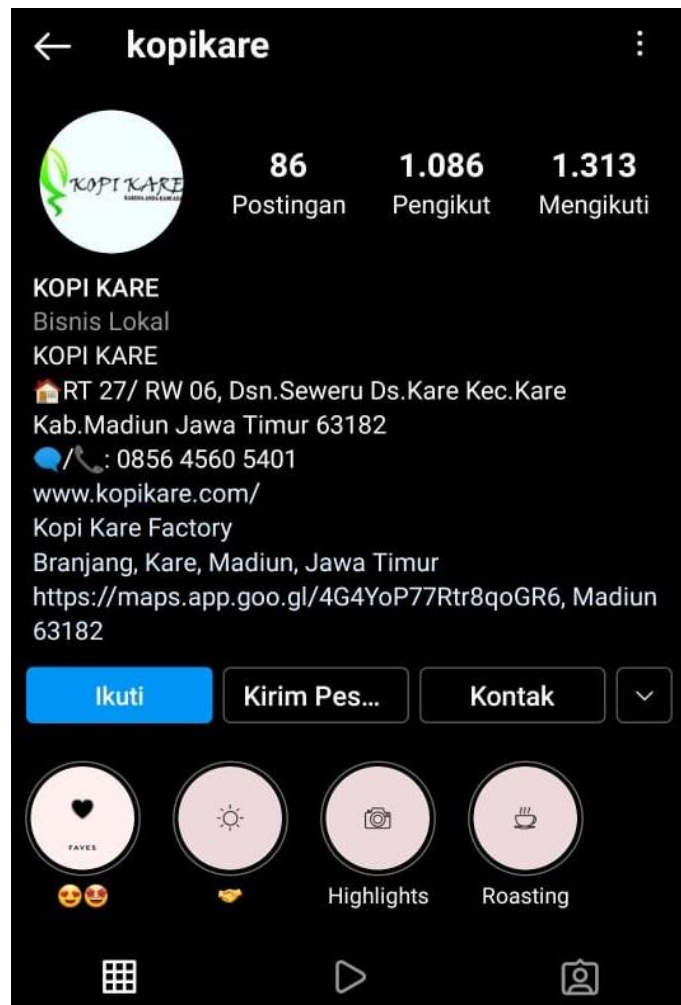 kopikare
KOPI KARE
86
1.086
1.313
Postingan
Pengikut
Mengikuti
KOPI KARE
Bisnis Lokal
KOPI KARE
🏠RT 27/ RW 06, Dsn.Seweru Ds.Kare Kec.Kare
Kab.Madiun Jawa Timur 63182
🗨/📞: 0856 4560 5401
www.kopikare.com/
Kopi Kare Factory
Branjang, Kare, Madiun, Jawa Timur
https://maps.app.goo.gl/4G4YoP77Rtr8qoGR6, Madiun
63182
Ikuti
Kirim Pes...
Kontak
FAVES
😍🤩
🤝
Highlights
Roasting